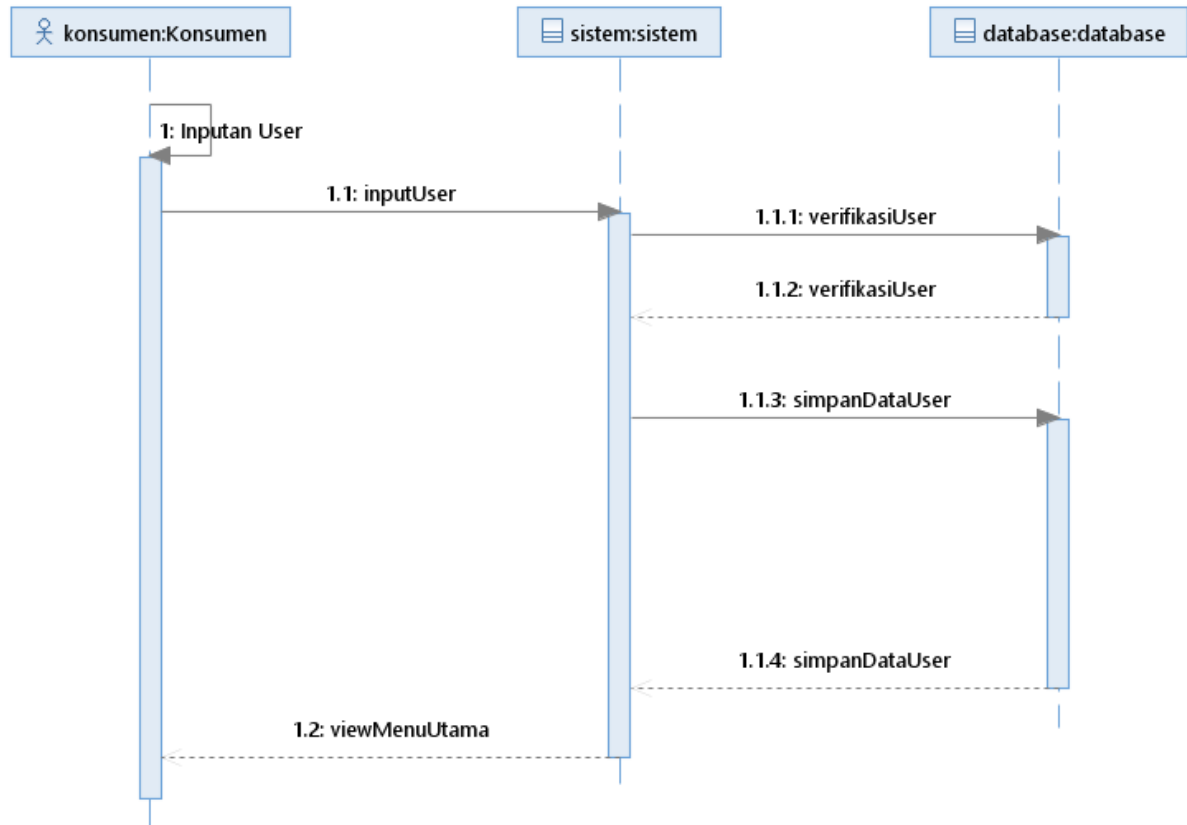 konsumen:Konsumen
sistem:sistem
database:database
1: Inputan User
1.1: inputUser
1.1.1: verifikasiUser
1.1.2: verifikasiUser
1.1.3: simpanDataUser
1.1.4: simpanDataUser
1.2: viewMenuUtama